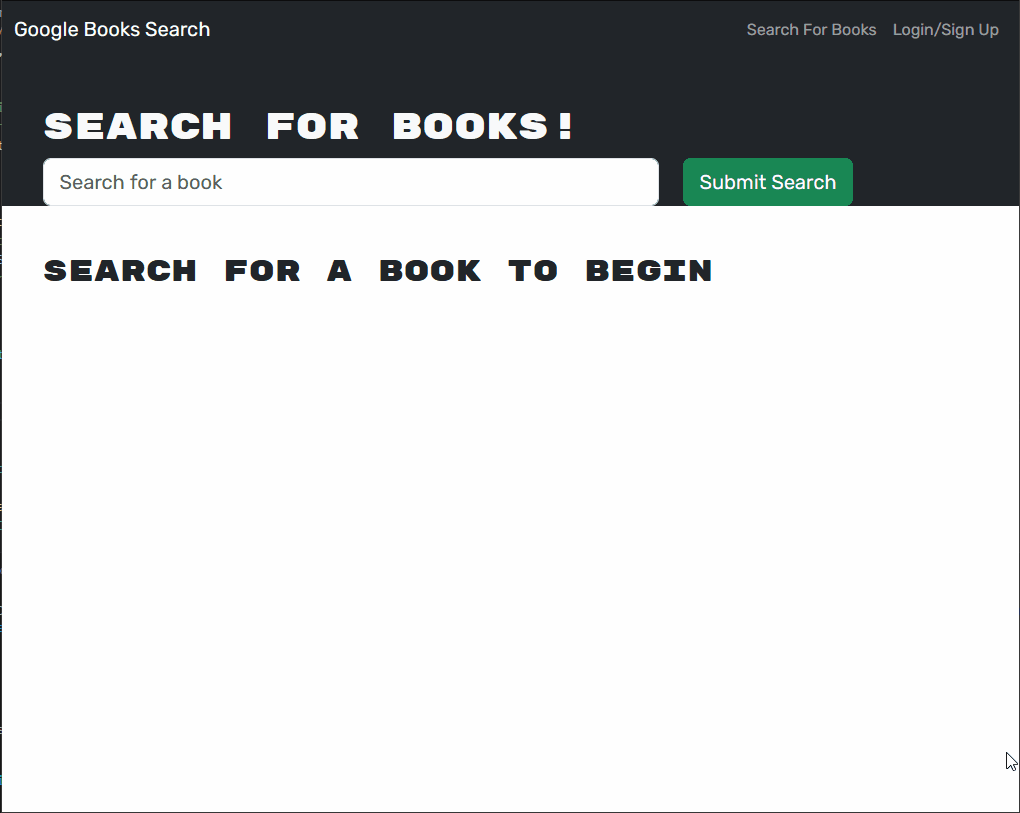 Google Books Search
Search For Books
Login/Sign Up
SEARCH FOR BOOKS!
Search for a book
Submit Search
SEARCH FOR A BOOK TO BEGIN